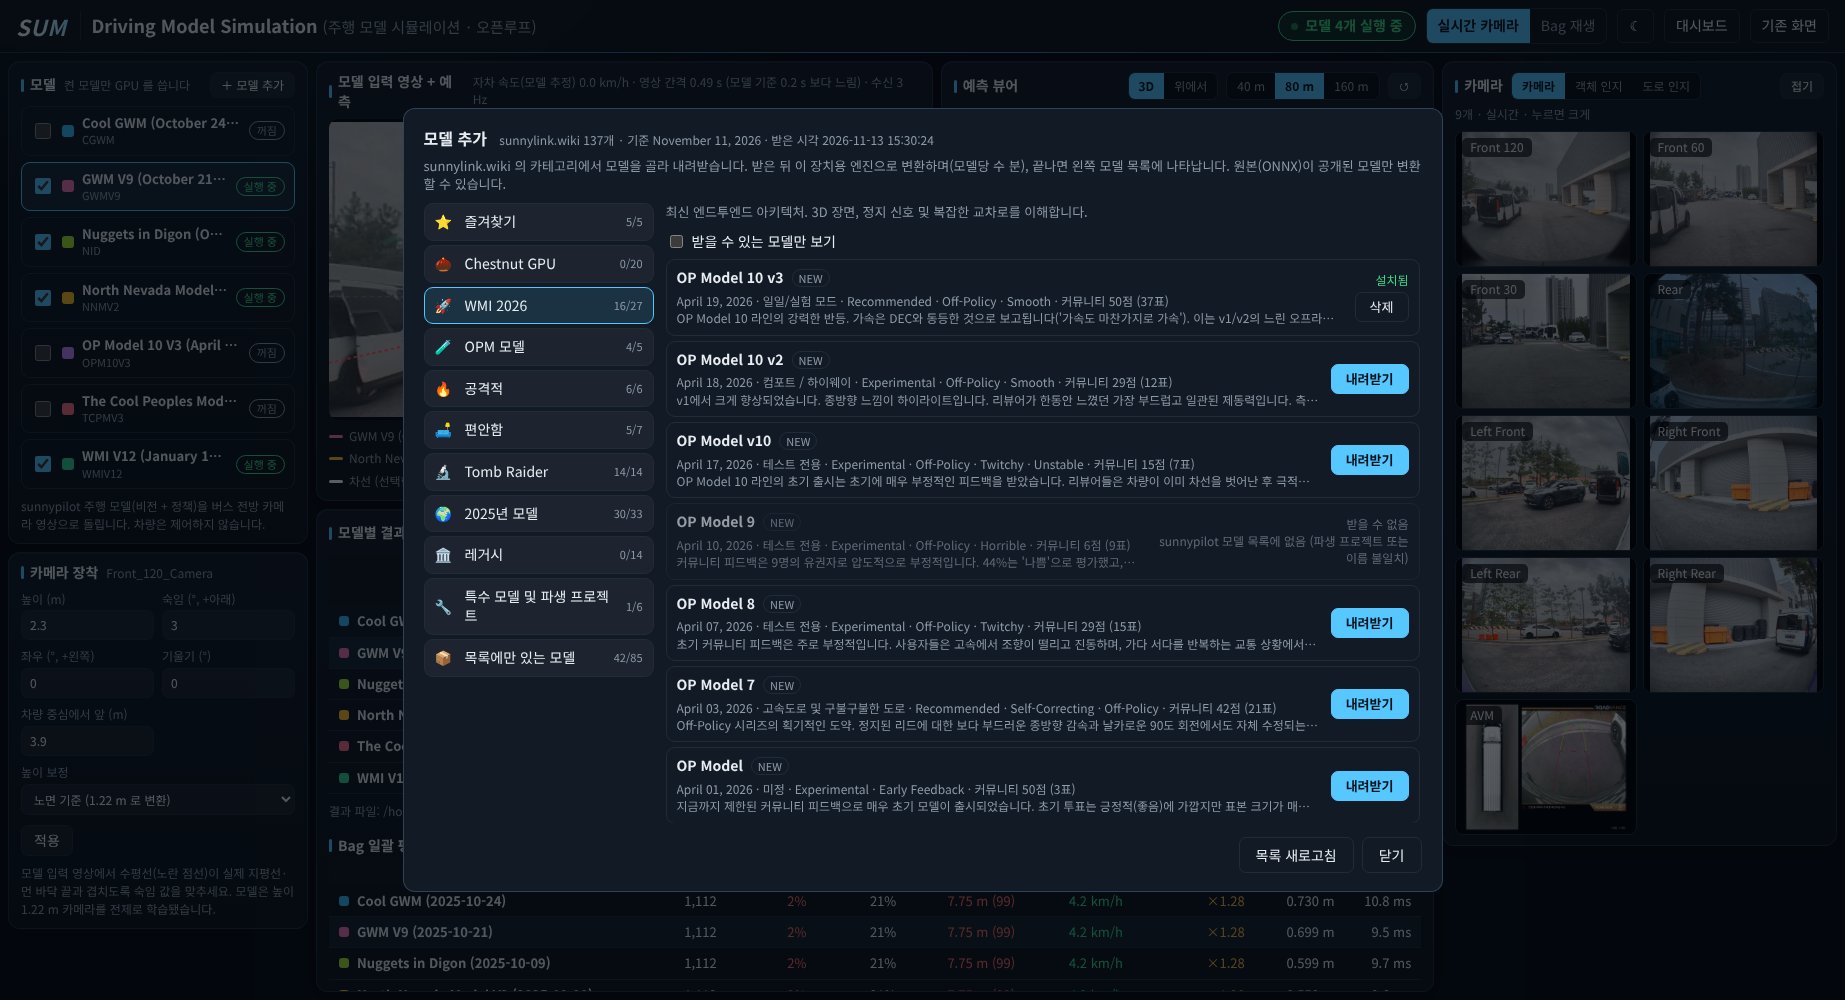 SUM Driving Model Simulation (주행 모델 시뮬레이션 · 오픈루프)
모델 4개 실행 중
실시간 카메라 Bag 재생 ☾ 대시보드 기존 화면
모델 컨 모델만 GPU 를 씁니다 + 모델 추가
Cool GWM (October 24… 꺼짐
CGWM
GWM V9 (October 21… 실행 중
GWMV9
Nuggets in Digon (O… 실행 중
NID
North Nevada Model… 실행 중
NNMV2
OP Model 10 V3 (April … 꺼짐
OPM10V3
The Cool Peoples Mod… 꺼짐
TCPMV3
WMI V12 (January 1… 실행 중
WMIV12
sunnypilot 주행 모델(비전 + 정책)을 버스 전방 카메
라 영상으로 돌립니다. 차량은 제어하지 않습니다.
카메라 장착 Front_120_Camera
높이 (m) 숙임 (°, +아래)
2.3 3
좌우 (°, +왼쪽) 기울기 (°)
0 0
차량 중심에서 앞 (m)
3.9
높이 보정
노면 기준 (1.22 m 로 변환)
적용
모델 입력 영상에서 수평선(노란 점선)이 실제 지평선·
먼 바닥 끝과 겹치도록 숙임 값을 맞추세요. 모델은 높이
1.22 m 카메라를 전제로 학습됐습니다.
모델 입력 영상 + 예
측
자차 속도(모델 추정) 0.0 km/h · 영상 간격 0.49 s (모델 기준 0.2 s 보다 느림) · 수신 3
Hz
GWM V9 (
North Nev
차선 (선택
모델별 결과
Cool GW
GWM V9
Nugget
North N
The Coo
WMI V1
결과 파일: /ho
Bag 일괄 평
Cool GWM (2025-10-24) 1,112 2% 21% 7.75 m (99) 4.2 km/h ×1.28 0.730 m 10.8 ms
GWM V9 (2025-10-21) 1,112 2% 21% 7.75 m (99) 4.2 km/h ×1.28 0.699 m 9.5 ms
Nuggets in Digon (2025-10-09) 1,112 2% 21% 7.75 m (99) 4.2 km/h ×1.28 0.599 m 9.7 ms
예측 뷰어 3D 위에서 40 m 80 m 160 m ↺
카메라 카메라 객체 인지 도로 인지 접기
9개 · 실시간 · 누르면 크게
Front 120
Front 60
Front 30
Rear
Left Front
Right Front
Left Rear
Right Rear
AVM
모델 추가 sunnylink.wiki 137개 · 기준 November 11, 2026 · 받은 시각 2026-11-13 15:30:24
sunnylink.wiki 의 카테고리에서 모델을 골라 내려받습니다. 받은 뒤 이 장치용 엔진으로 변환하며(모델당 수 분), 끝나면 왼쪽 모델 목록에 나타납니다. 원본(ONNX)이 공개된 모델만 변환
할 수 있습니다.
즐겨찾기 5/5
Chestnut GPU 0/20
WMI 2026 16/27
OPM 모델 4/5
공격적 6/6
편안함 5/7
Tomb Raider 14/14
2025년 모델 30/33
레거시 0/14
특수 모델 및 파생 프로젝
트 1/6
목록에만 있는 모델 42/85
최신 엔드투엔드 아키텍처. 3D 장면, 정지 신호 및 복잡한 교차로를 이해합니다.
받을 수 있는 모델만 보기
OP Model 10 v3 NEW
April 19, 2026 · 일일/실험 모드 · Recommended · Off-Policy · Smooth · 커뮤니티 50점 (37표)
OP Model 10 라인의 강력한 반등. 가속은 DEC와 동등한 것으로 보고됩니다('가속도 마찬가지로 가속'). 이는 v1/v2의 느린 오프라…
설치됨
삭제
OP Model 10 v2 NEW
April 18, 2026 · 컴포트 / 하이웨이 · Experimental · Off-Policy · Smooth · 커뮤니티 29점 (12표)
v1에서 크게 향상되었습니다. 종방향 느낌이 하이라이트입니다. 리뷰어가 한동안 느꼈던 가장 부드럽고 일관된 제동력입니다. 측…
내려받기
OP Model v10 NEW
April 17, 2026 · 테스트 전용 · Experimental · Off-Policy · Twitchy · Unstable · 커뮤니티 15점 (7표)
OP Model 10 라인의 초기 출시는 초기에 매우 부정적인 피드백을 받았습니다. 리뷰어들은 차량이 이미 차선을 벗어난 후 극적…
내려받기
OP Model 9 NEW
April 10, 2026 · 테스트 전용 · Experimental · Off-Policy · Horrible · 커뮤니티 6점 (9표)
커뮤니티 피드백은 9명의 유권자로 압도적으로 부정적입니다. 44%는 '나쁨'으로 평가했고,…
받을 수 없음
sunnypilot 모델 목록에 없음 (파생 프로젝트 또는
이름 불일치)
OP Model 8 NEW
April 07, 2026 · 테스트 전용 · Experimental · Off-Policy · Twitchy · 커뮤니티 29점 (15표)
초기 커뮤니티 피드백은 주로 부정적입니다. 사용자들은 고속에서 조향이 떨리고 진동하며, 가다 서다를 반복하는 교통 상황에서…
내려받기
OP Model 7 NEW
April 03, 2026 · 고속도로 및 구불구불한 도로 · Recommended · Self-Correcting · Off-Policy · 커뮤니티 42점 (21표)
Off-Policy 시리즈의 획기적인 도약. 정지된 리드에 대한 보다 부드러운 종방향 감속과 날카로운 90도 회전에서도 자체 수정되는…
내려받기
OP Model NEW
April 01, 2026 · 미정 · Experimental · Early Feedback · 커뮤니티 50점 (3표)
지금까지 제한된 커뮤니티 피드백으로 매우 초기 모델이 출시되었습니다. 초기 투표는 긍정적(좋음)에 가깝지만 표본 크기가 매…
내려받기
목록 새로고침 닫기